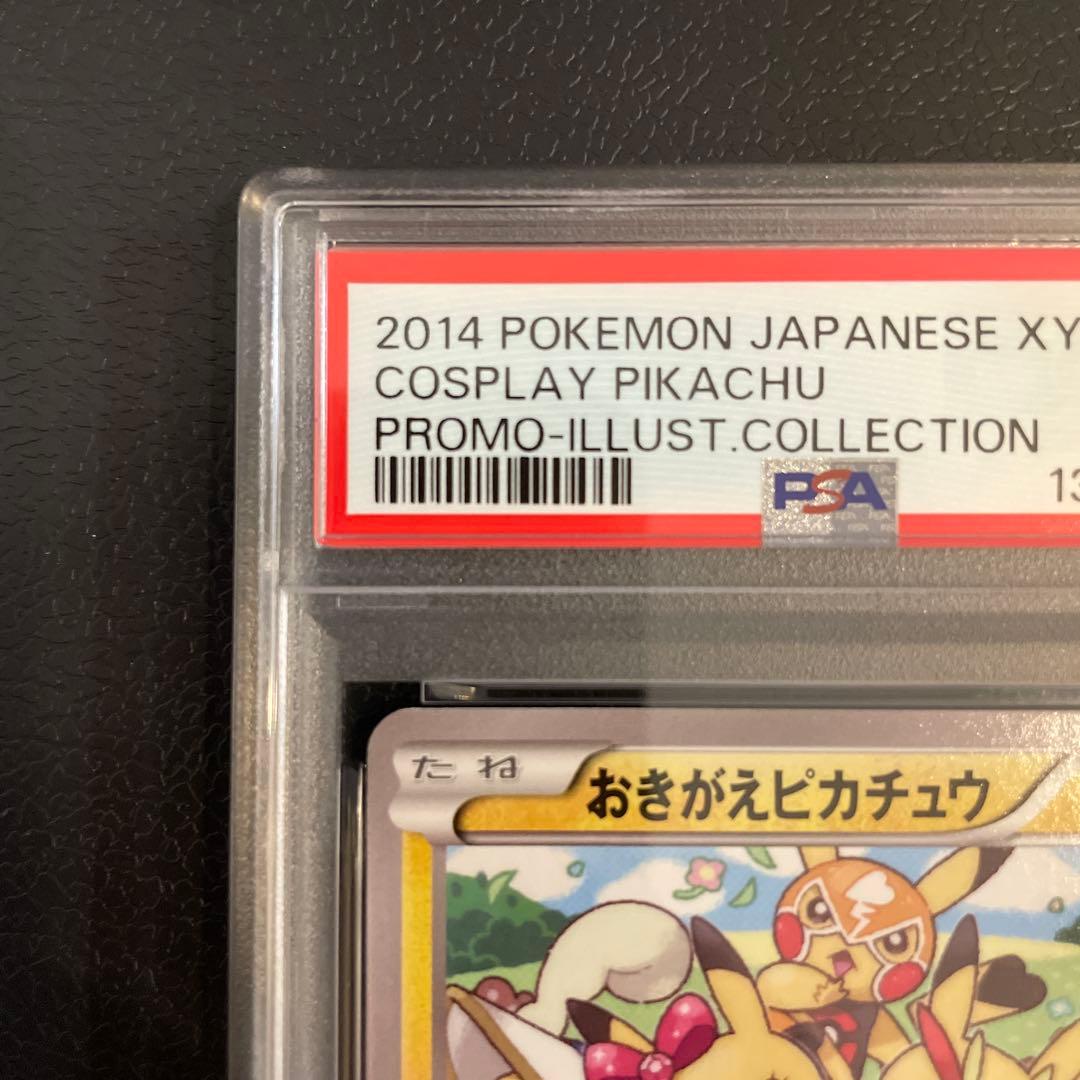 2014 POKEMON JAPANESE XY
COSPLAY PIKACHU
PROMO-ILLUST.COLLECTION
PSA
13
たね
おきがえピカチュウ